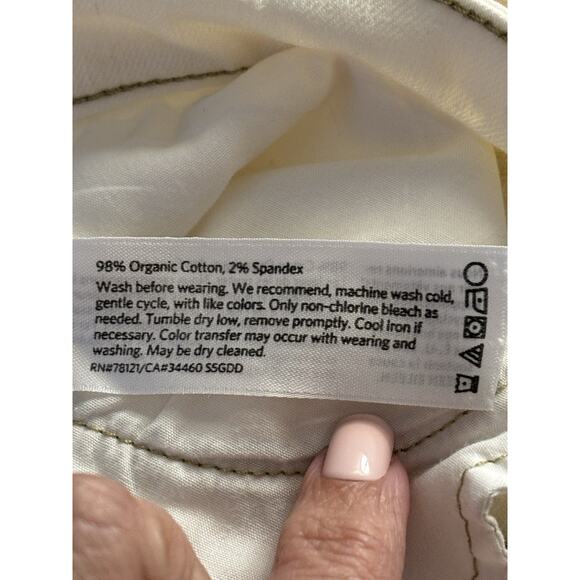 98% Organic Cotton, 2% Spandex
Wash before wearing. We recommend, machine wash cold,
gentle cycle, with like colors. Only non-chlorine bleach as
needed. Tumble dry low, remove promptly. Cool iron if
necessary. Color transfer may occur with wearing and
washing. May be dry cleaned.
RN#78121/CA#34460 S5GDD